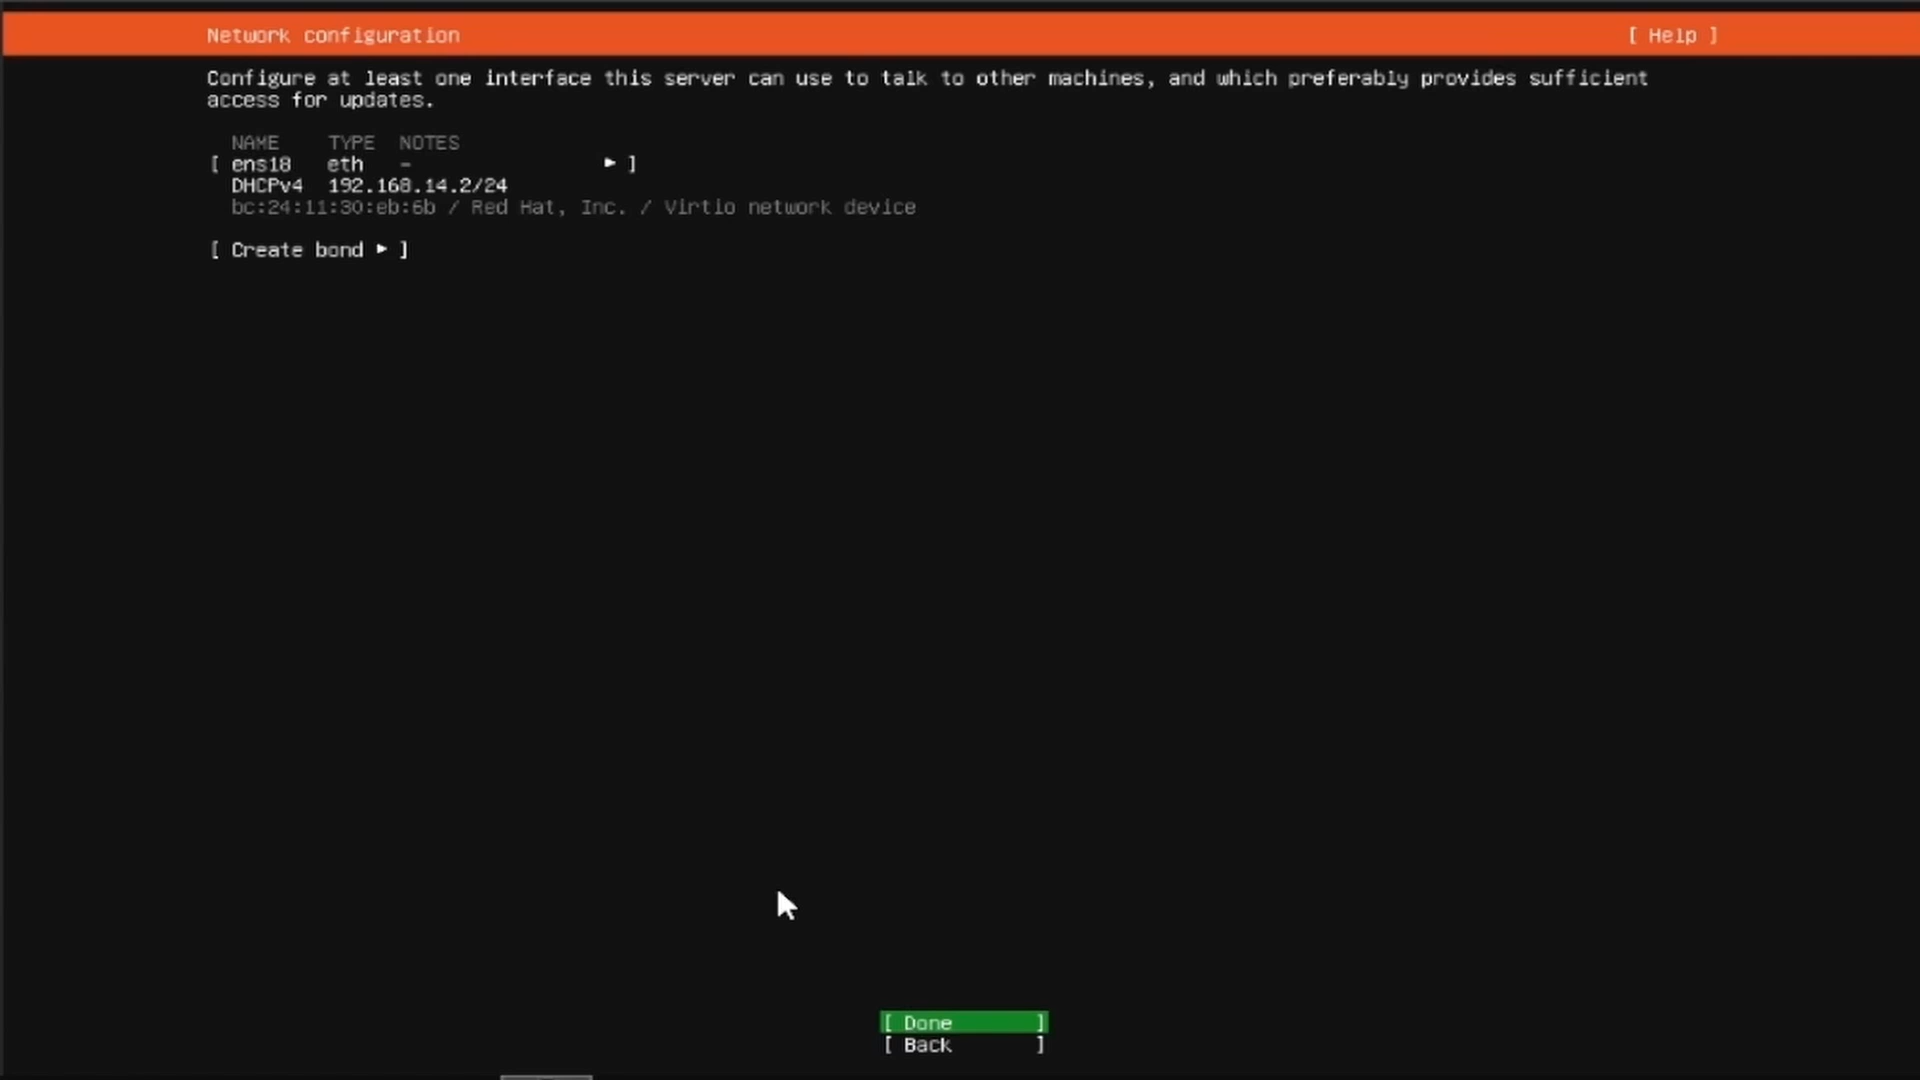 Network configuration [ Help ]
Configure at least one interface this server can use to talk to other machines, and which preferably provides sufficient
access for updates.
NAME TYPE NOTES
[ ens18 eth - ▸ ]
DHCPv4 192.168.14.2/24
bc:24:11:30:eb:6b / Red Hat, Inc. / Virtio network device
[ Create bond ▸ ]
[ Done ]
[ Back ]